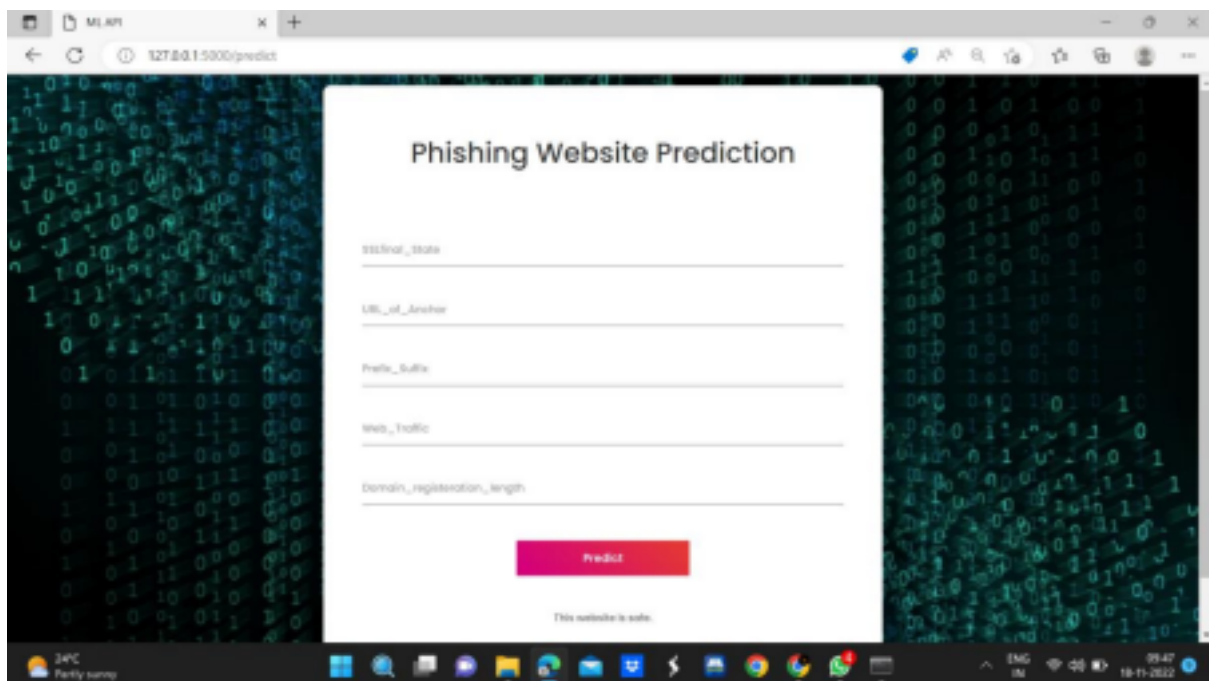 ML API
127.0.0.1:5000/predict
Phishing Website Prediction
SSLfinal_State
URL_of_Anchor
Prefix_Suffix
Web_Traffic
Domain_registeration_length
Predict
This website is safe.
24°C
Partly sunny
4
ENG
IN
09:47
18-11-2022